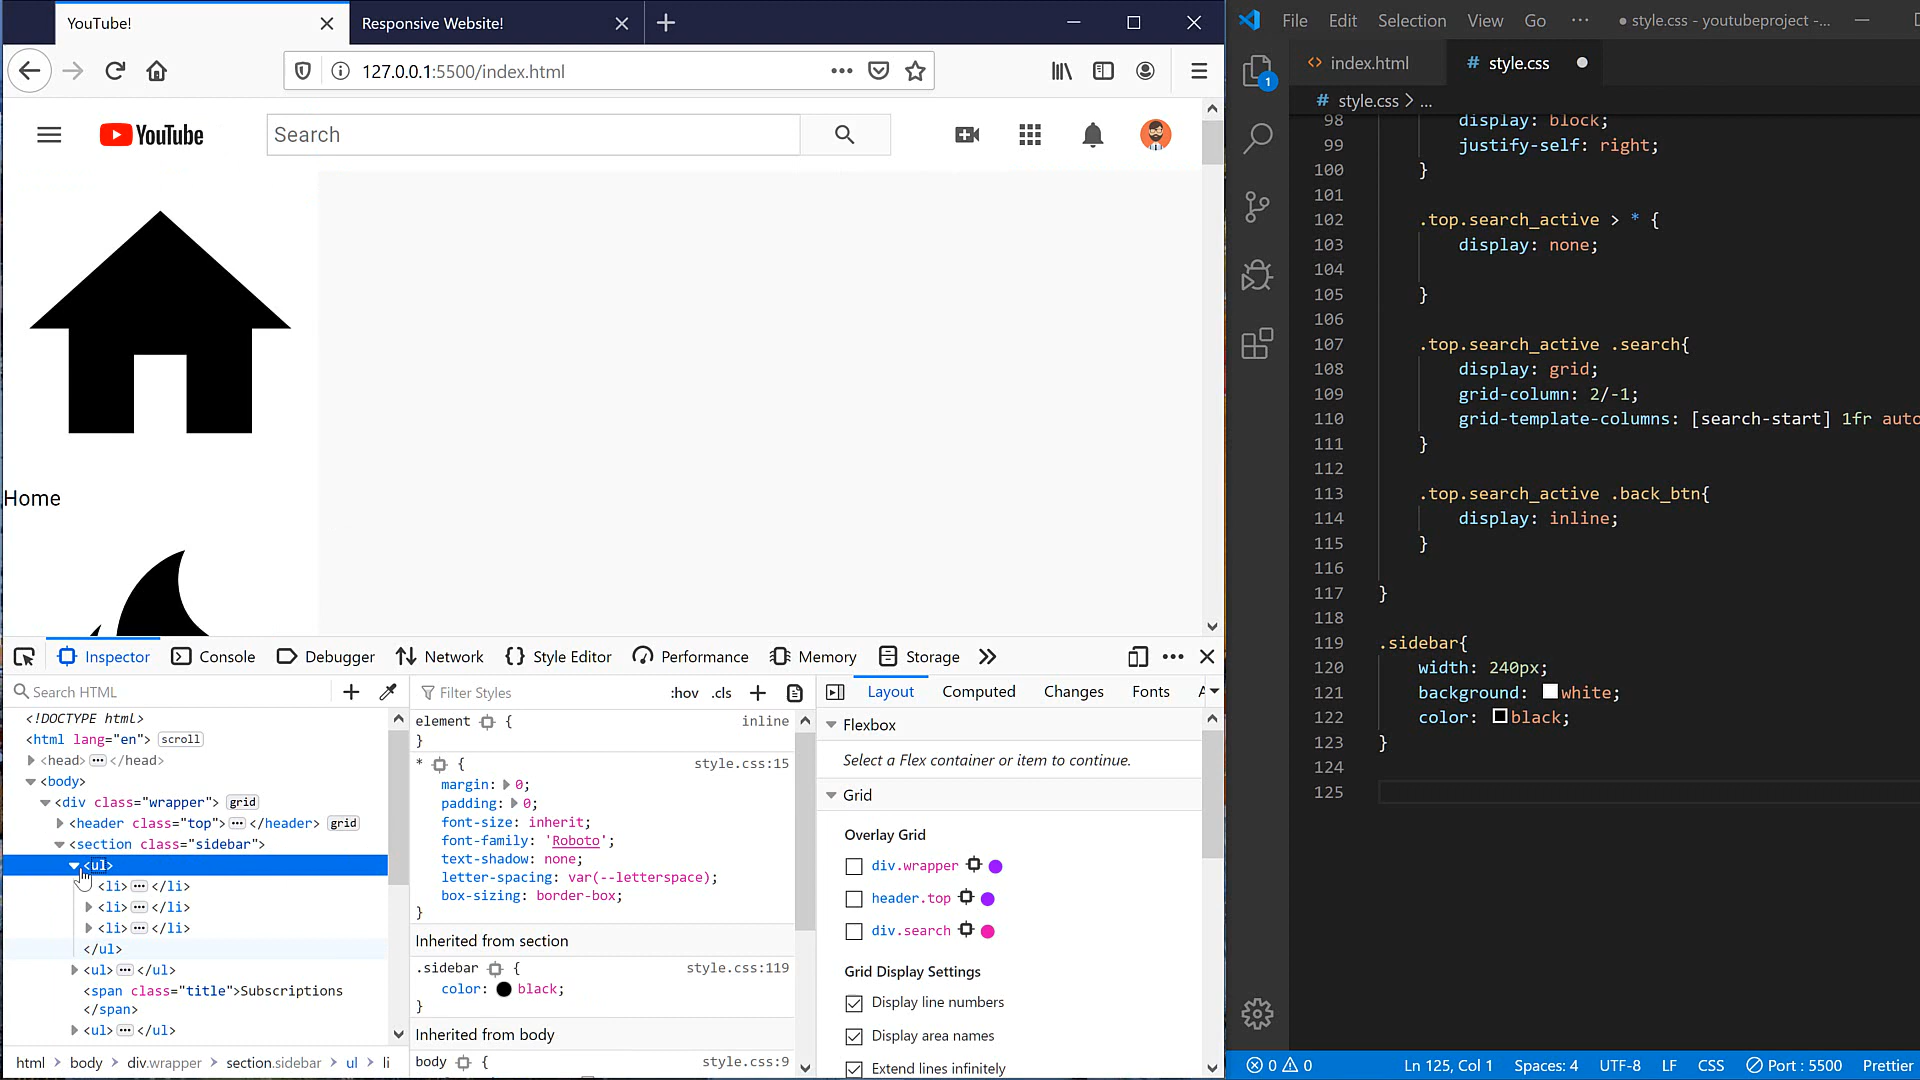 YouTube!
Responsive Website!
127.0.0.1:5500/index.html
YouTube
Search
Home
Inspector
Console
Debugger
Network
Style Editor
Performance
Memory
Storage
Search HTML
<!DOCTYPE html>
<html lang="en"> scroll
<head> ••• </head>
<body>
<div class="wrapper"> grid
<header class="top"> ••• </header> grid
<section class="sidebar">
<ul>
<li> ••• </li>
<li> ••• </li>
<li> ••• </li>
</ul>
<ul> ••• </ul>
<span class="title">Subscriptions
</span>
<ul> ••• </ul>
html > body > div.wrapper > section.sidebar > ul > li
Filter Styles
:hov .cls
element { inline
}
* { style.css:15
margin: 0;
padding: 0;
font-size: inherit;
font-family: 'Roboto';
text-shadow: none;
letter-spacing: var(--letterspace);
box-sizing: border-box;
}
Inherited from section
.sidebar { style.css:119
color: black;
}
Inherited from body
body { style.css:9
Layout
Computed
Changes
Fonts
A
Flexbox
Select a Flex container or item to continue.
Grid
Overlay Grid
div.wrapper
header.top
div.search
Grid Display Settings
Display line numbers
Display area names
Extend lines infinitely
File Edit Selection View Go ··· ● style.css - youtubeproject -...
1
<> index.html
# style.css
# style.css > ...
98 display: block;
99 justify-self: right;
100 }
101
102 .top.search_active > * {
103 display: none;
104
105 }
106
107 .top.search_active .search{
108 display: grid;
109 grid-column: 2/-1;
110 grid-template-columns: [search-start] 1fr auto
111 }
112
113 .top.search_active .back_btn{
114 display: inline;
115 }
116
117 }
118
119 .sidebar{
120 width: 240px;
121 background: white;
122 color: black;
123 }
124
125
0 0
Ln 125, Col 1
Spaces: 4
UTF-8
LF
CSS
Port : 5500
Prettier